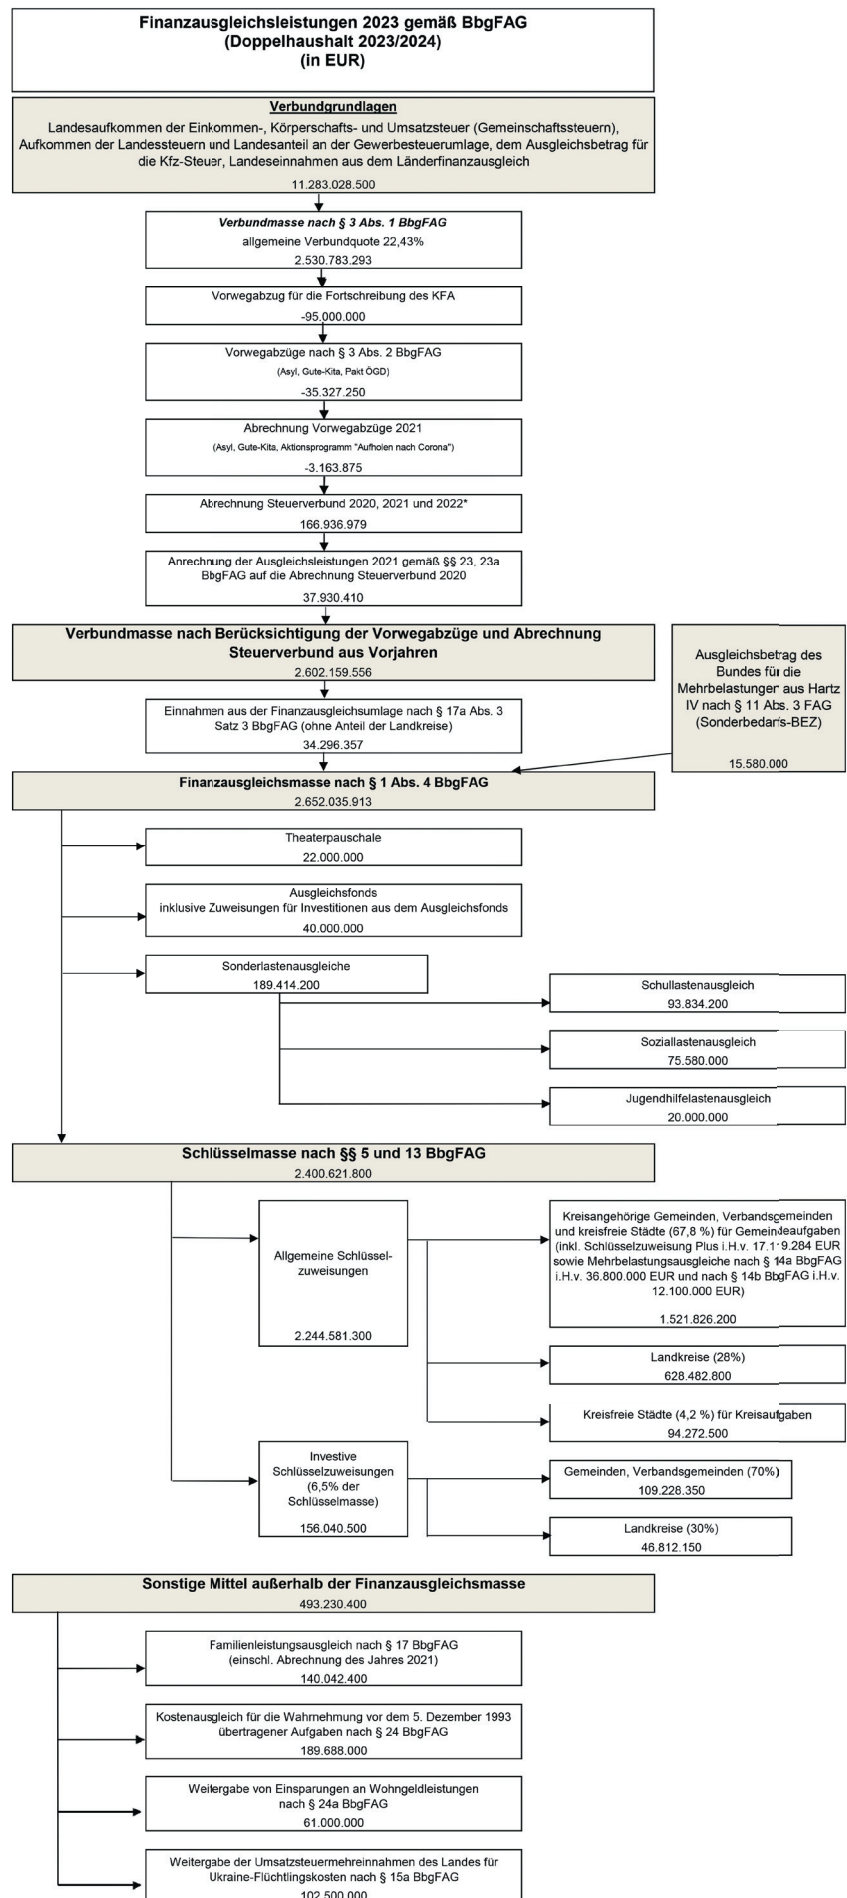 Finanzausgleichsleistungen 2023 gemäß BbgFAG
(Doppelhaushalt 2023/2024)
(in EUR)
Verbundgrundlagen
Landesaufkommen der Einkommen-, Körperschafts- und Umsatzsteuer (Gemeinschaftssteuern),
Aufkommen der Landessteuern und Landesanteil an der Gewerbesteuerumlage, dem Ausgleichsbetrag für
die Kfz-Steuer, Landeseinnahmen aus dem Länderfinanzausgleich
11.283.028.500
Verbundmasse nach § 3 Abs. 1 BbgFAG
allgemeine Verbundquote 22,43%
2.530.783.293
Vorwegabzug für die Fortschreibung des KFA
-95.000.000
Vorwegabzüge nach § 3 Abs. 2 BbgFAG
(Asyl, Gute-Kita, Pakt ÖGD)
-35.327.250
Abrechnung Vorwegabzüge 2021
(Asyl, Gute-Kita, Aktionsprogramm "Aufholen nach Corona")
-3.163.875
Abrechnung Steuerverbund 2020, 2021 und 2022*
166.936.979
Anrechnung der Ausgleichsleistungen 2021 gemäß §§ 23, 23a
BbgFAG auf die Abrechnung Steuerverbund 2020
37.930.410
Verbundmasse nach Berücksichtigung der Vorwegabzüge und Abrechnung
Steuerverbund aus Vorjahren
2.602.159.556
Ausgleichsbetrag des
Bundes für die
Mehrbelastungen aus Hartz
IV nach § 11 Abs. 3 FAG
(Sonderbedarfs-BEZ)
15.580.000
Einnahmen aus der Finanzausgleichsumlage nach § 17a Abs. 3
Satz 3 BbgFAG (ohne Anteil der Landkreise)
34.296.357
Finanzausgleichsmasse nach § 1 Abs. 4 BbgFAG
2.652.035.913
Theaterpauschale
22.000.000
Ausgleichsfonds
inklusive Zuweisungen für Investitionen aus dem Ausgleichsfonds
40.000.000
Sonderlastenausgleiche
189.414.200
Schullastenausgleich
93.834.200
Soziallastenausgleich
75.580.000
Jugendhilfelastenausgleich
20.000.000
Schlüsselmasse nach §§ 5 und 13 BbgFAG
2.400.621.800
Allgemeine Schlüssel-
zuweisungen
2.244.581.300
Kreisangehörige Gemeinden, Verbandsgemeinden
und kreisfreie Städte (67,8 %) für Gemeindeaufgaben
(inkl. Schlüsselzuweisung Plus i.H.v. 17.119.284 EUR
sowie Mehrbelastungsausgleiche nach § 14a BbgFAG
i.H.v. 36.800.000 EUR und nach § 14b BbgFAG i.H.v.
12.100.000 EUR)
1.521.826.200
Landkreise (28%)
628.482.800
Kreisfreie Städte (4,2 %) für Kreisaufgaben
94.272.500
Investive
Schlüsselzuweisungen
(6,5% der
Schlüsselmasse)
156.040.500
Gemeinden, Verbandsgemeinden (70%)
109.228.350
Landkreise (30%)
46.812.150
Sonstige Mittel außerhalb der Finanzausgleichsmasse
493.230.400
Familienleistungsausgleich nach § 17 BbgFAG
(einschl. Abrechnung des Jahres 2021)
140.042.400
Kostenausgleich für die Wahrnehmung vor dem 5. Dezember 1993
übertragener Aufgaben nach § 24 BbgFAG
189.688.000
Weitergabe von Einsparungen an Wohngeldleistungen
nach § 24a BbgFAG
61.000.000
Weitergabe der Umsatzsteuermehreinnahmen des Landes für
Ukraine-Flüchtlingskosten nach § 15a BbgFAG
102.500.000